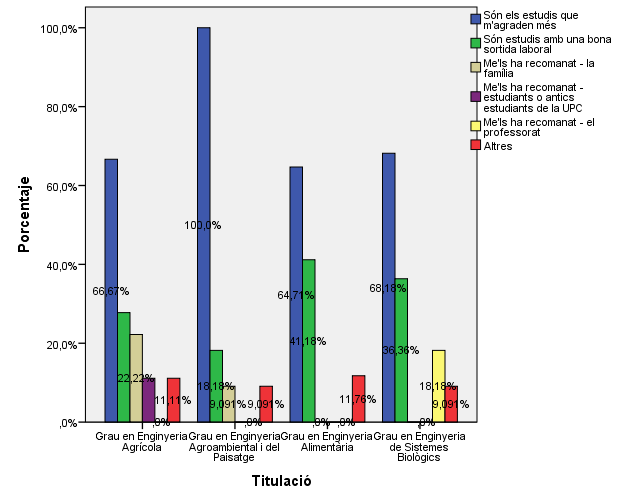 100,0%
80,0%
60,0%
40,0%
20,0%
,0%
Porcentaje
66,67%
22,22%
11,11%
,0%
100,0%
18,18%
9,091%
,0%
9,091%
64,71%
41,18%
,0%
,0%
11,76%
68,18%
36,36%
,0%
18,18%
9,091%
Grau en Enginyeria
Agrícola
Grau en Enginyeria
Agroambiental i del
Paisatge
Grau en Enginyeria
Alimentària
Grau en Enginyeria
de Sistemes
Biològics
Titulació
Són els estudis que
m'agraden més
Són estudis amb una bona
sortida laboral
Me'ls ha recomanat - la
família
Me'ls ha recomanat -
estudiants o antics
estudiants de la UPC
Me'ls ha recomanat - el
professorat
Altres